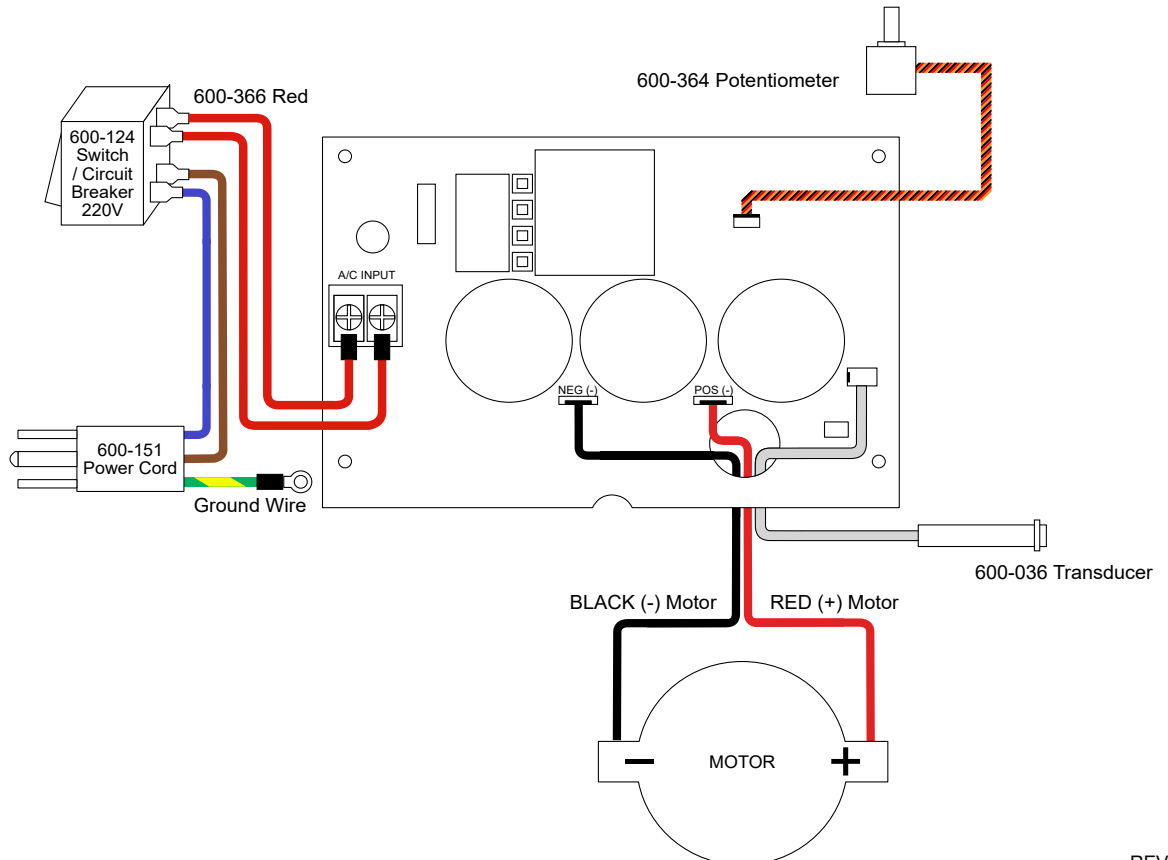 600-364 Potentiometer
600-366 Red
600-124
Switch
/ Circuit
Breaker
220V
A/C INPUT
NEG (-)
POS (-)
600-151
Power Cord
Ground Wire
600-036 Transducer
BLACK (-) Motor
RED (+) Motor
− MOTOR +